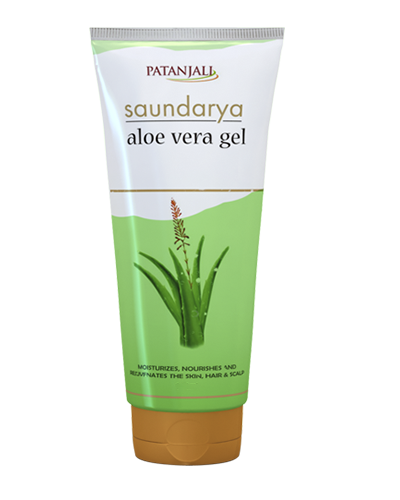 PATANJALI
saundarya
aloe vera gel
MOISTURIZES, NOURISHES AND
REJUVENATES THE SKIN, HAIR & SCALP